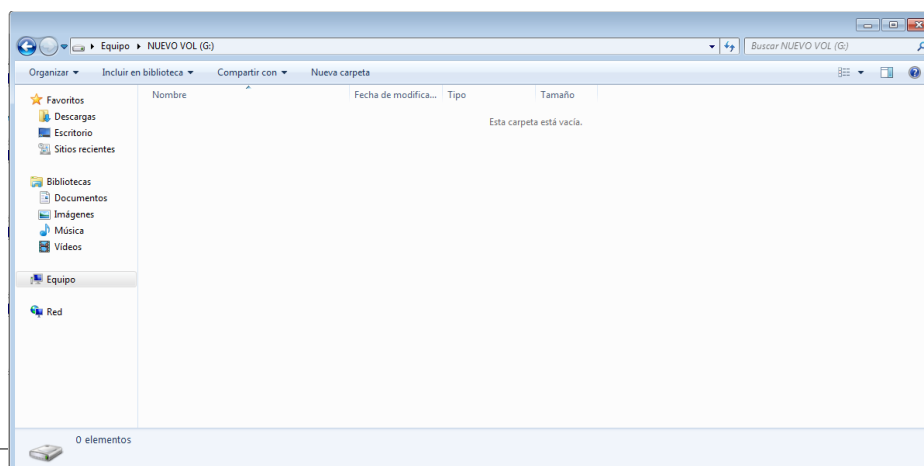 Equipo ▸ NUEVO VOL (G:)
Buscar NUEVO VOL (G:)
Organizar
Incluir en biblioteca
Compartir con
Nueva carpeta
Nombre
Fecha de modifica...
Tipo
Tamaño
Esta carpeta está vacía.
Favoritos
Descargas
Escritorio
Sitios recientes
Bibliotecas
Documentos
Imágenes
Música
Vídeos
Equipo
Red
0 elementos